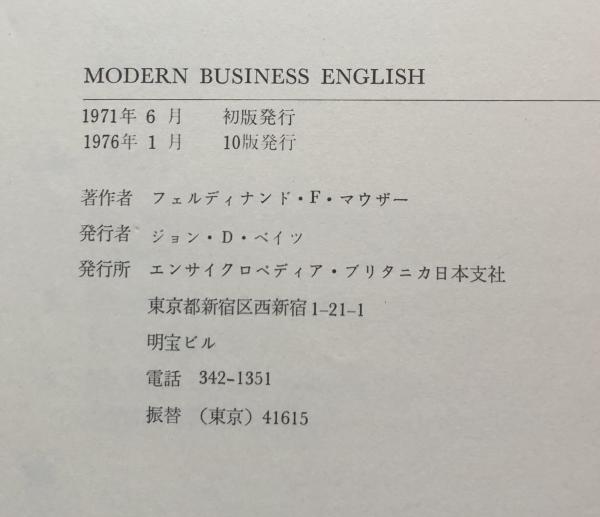 MODERN BUSINESS ENGLISH
1971年 6 月 初版発行
1976年 1 月 10版発行
著作者 フェルディナンド・F・マウザー
発行者 ジョン・D・ベイツ
発行所 エンサイクロペディア・ブリタニカ日本支社
東京都新宿区西新宿1-21-1
明宝ビル
電話 342-1351
振替 (東京) 41615